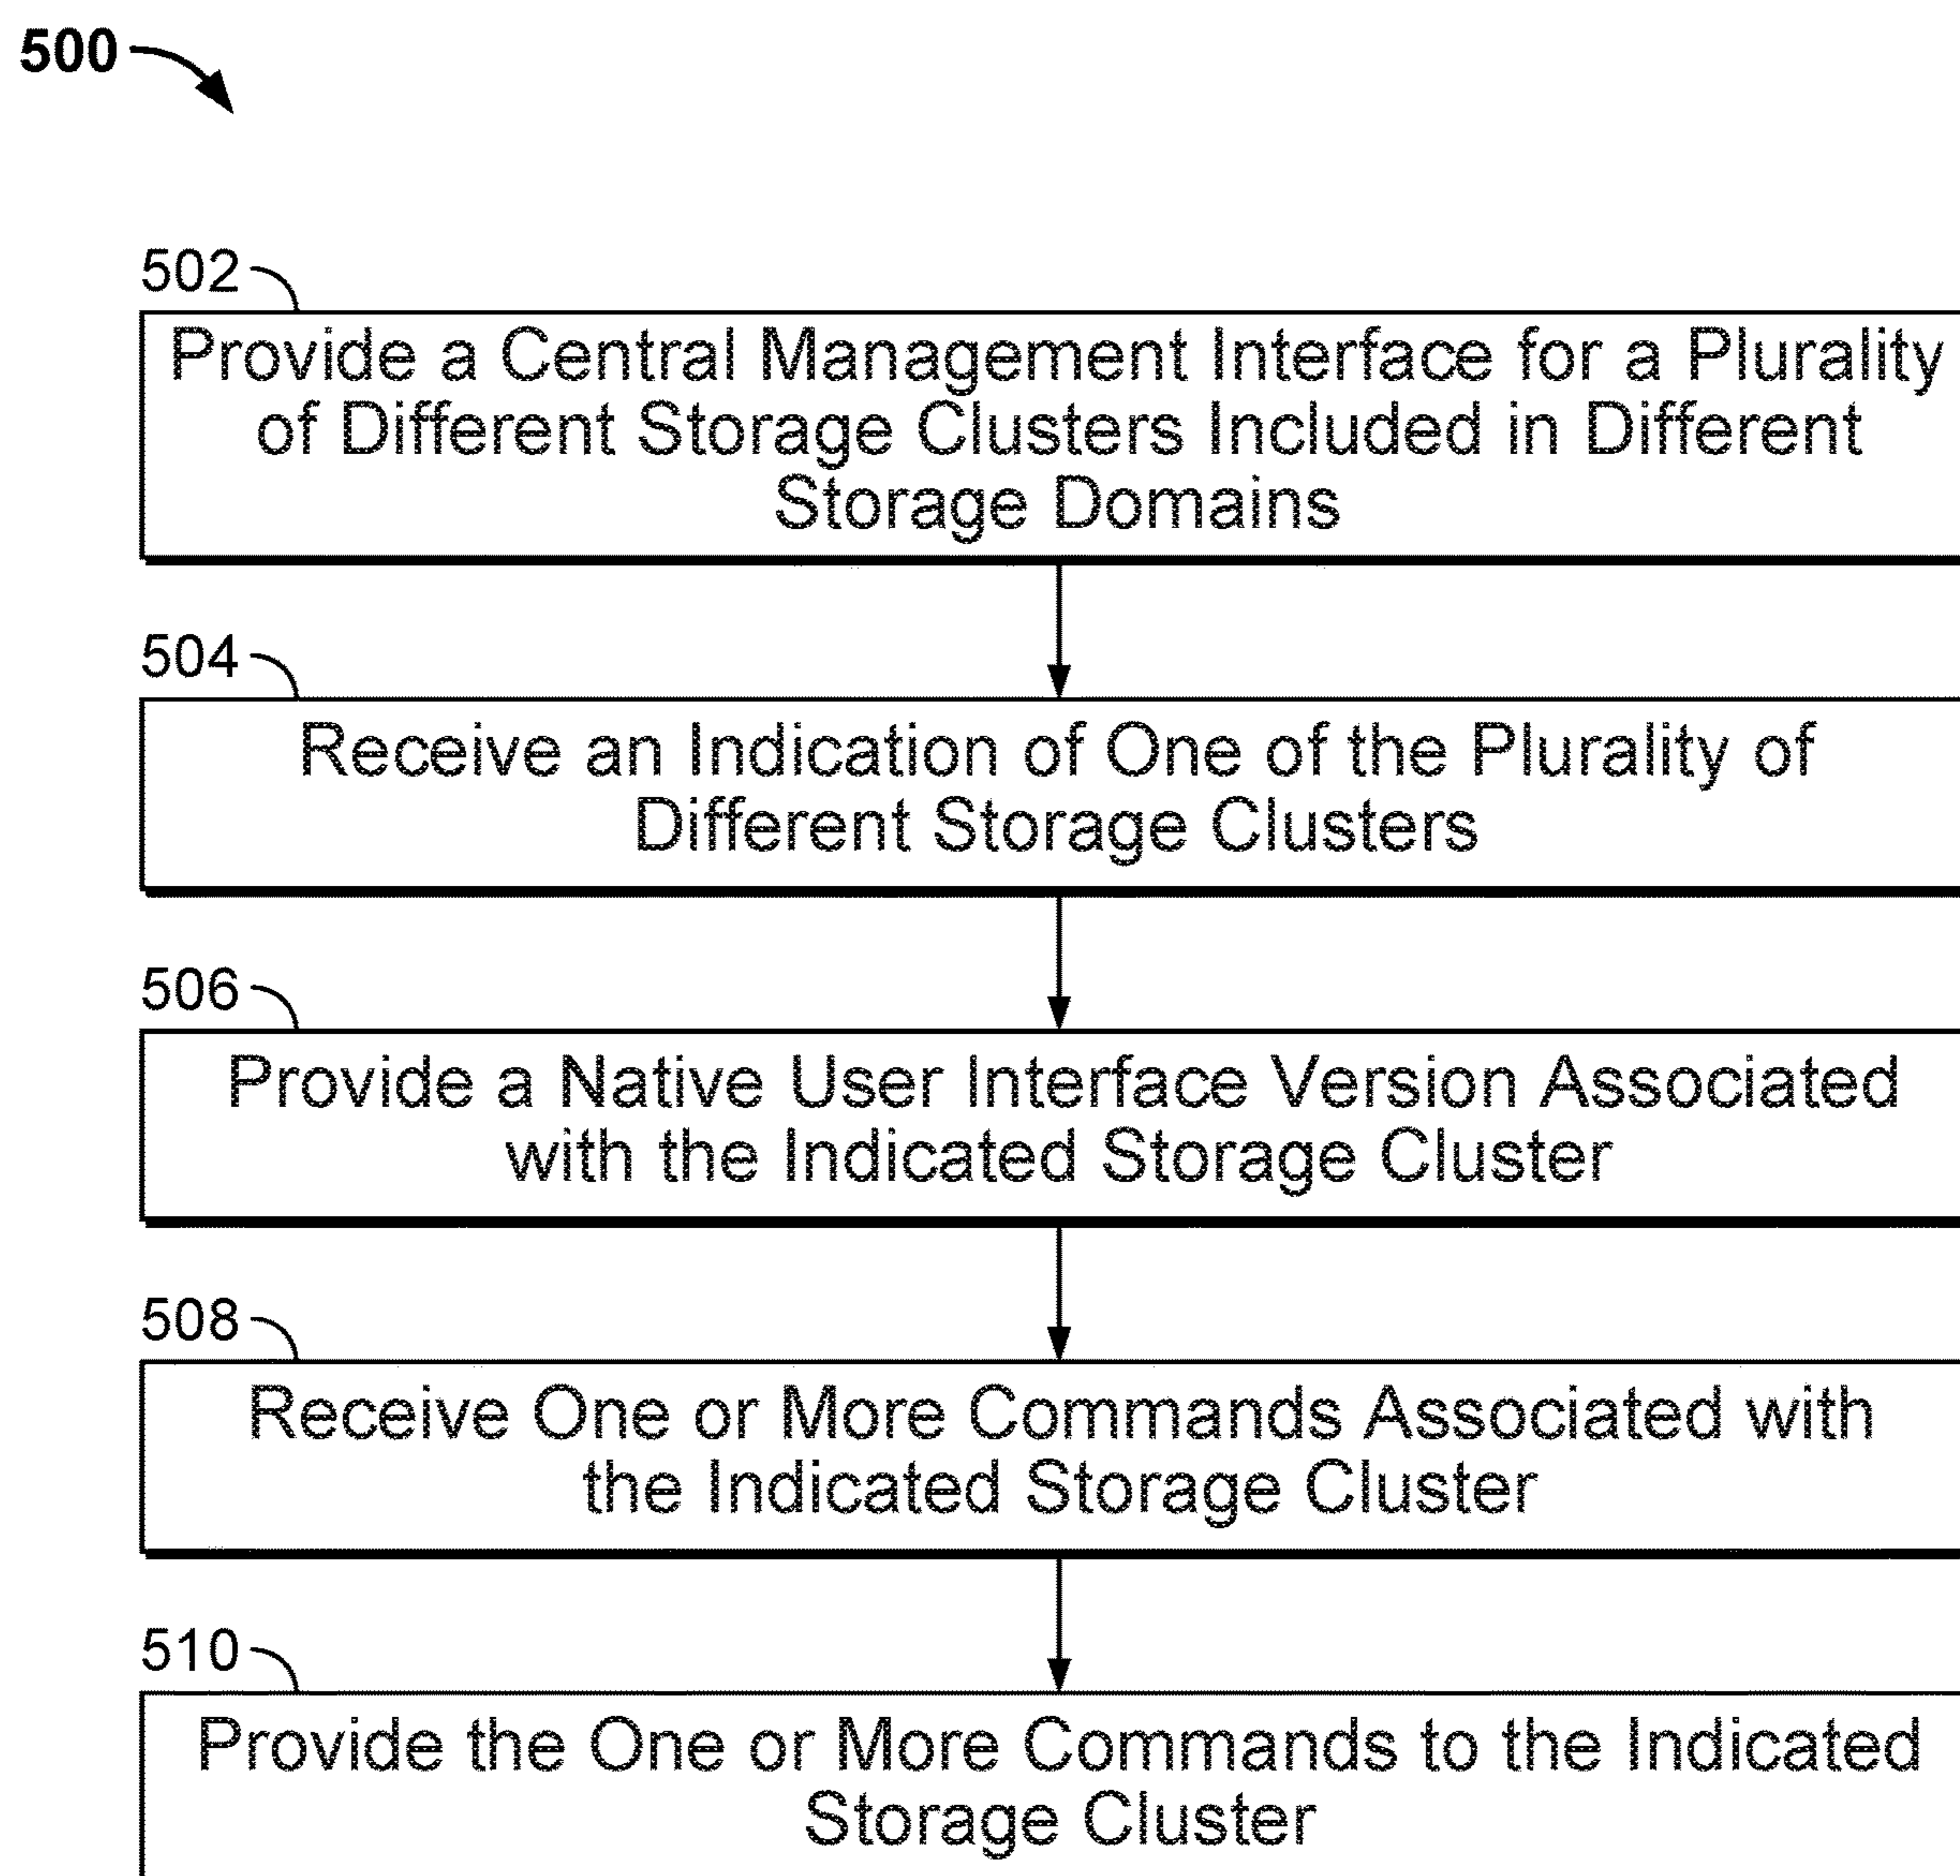 500
502
Provide a Central Management Interface for a Plurality
of Different Storage Clusters Included in Different
Storage Domains
504
Receive an Indication of One of the Plurality of
Different Storage Clusters
506
Provide a Native User Interface Version Associated
with the Indicated Storage Cluster
508
Receive One or More Commands Associated with
the Indicated Storage Cluster
510
Provide the One or More Commands to the Indicated
Storage Cluster